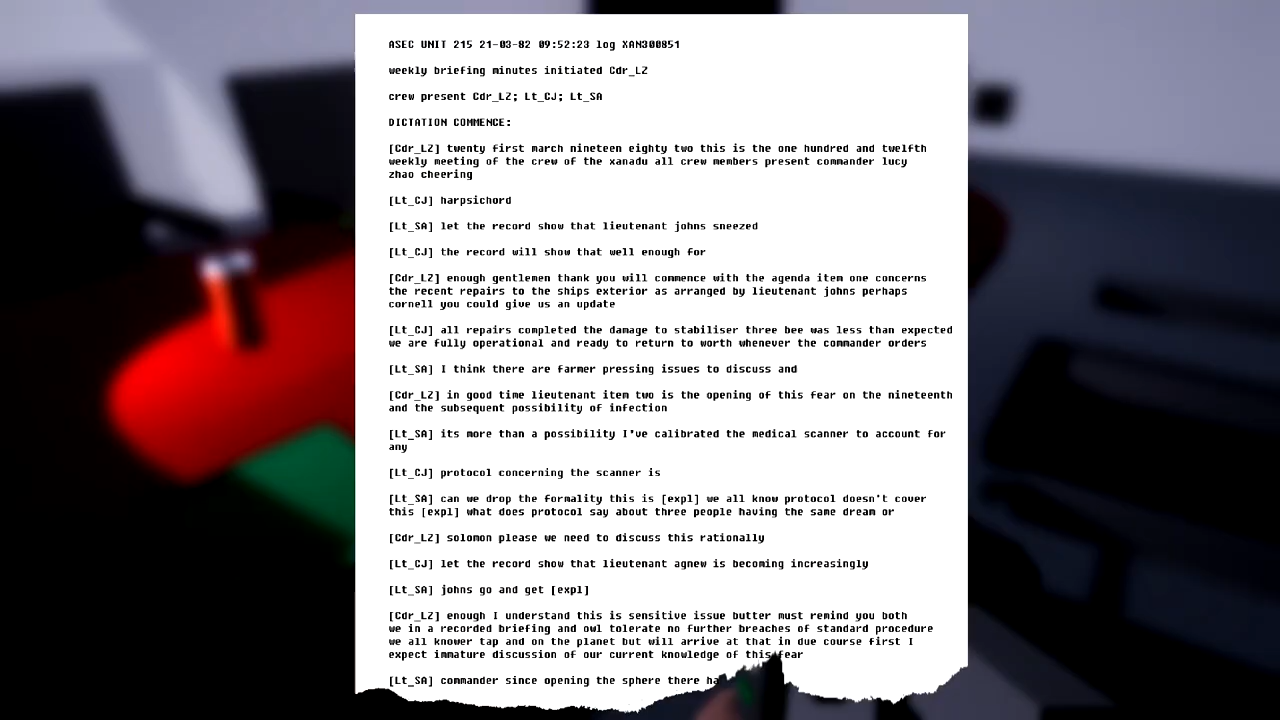 ASEC UNIT 215 21-03-82 09:52:23 log XAN300851
weekly briefing minutes initiated Cdr_LZ
crew present Cdr_LZ; Lt_CJ; Lt_SA
DICTATION COMMENCE:
[Cdr_LZ] twenty first march nineteen eighty two this is the one hundred and twelfth
weekly meeting of the crew of the xanadu all crew members present commander lucy
zhao cheering
[Lt_CJ] harpsichord
[Lt_SA] let the record show that lieutenant johns sneezed
[Lt_CJ] the record will show that well enough for
[Cdr_LZ] enough gentlemen thank you will commence with the agenda item one concerns
the recent repairs to the ships exterior as arranged by lieutenant johns perhaps
cornell you could give us an update
[Lt_CJ] all repairs completed the damage to stabiliser three bee was less than expected
we are fully operational and ready to return to worth whenever the commander orders
[Lt_SA] I think there are farmer pressing issues to discuss and
[Cdr_LZ] in good time lieutenant item two is the opening of this fear on the nineteenth
and the subsequent possibility of infection
[Lt_SA] its more than a possibility I've calibrated the medical scanner to account for
any
[Lt_CJ] protocol concerning the scanner is
[Lt_SA] can we drop the formality this is [expl] we all know protocol doesn't cover
this [expl] what does protocol say about three people having the same dream or
[Cdr_LZ] solomon please we need to discuss this rationally
[Lt_CJ] let the record show that lieutenant agnew is becoming increasingly
[Lt_SA] johns go and get [expl]
[Cdr_LZ] enough I understand this is sensitive issue butter must remind you both
we in a recorded briefing and owl tolerate no further breaches of standard procedure
we all knower tap and on the planet but will arrive at that in due course first I
expect immature discussion of our current knowledge of this fear
[Lt_SA] commander since opening the sphere there ha